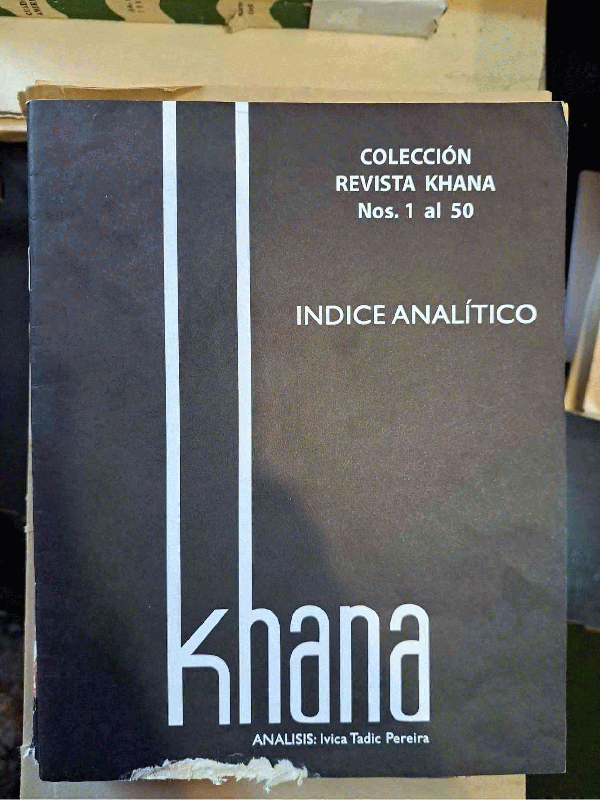 COLECCIÓN
REVISTA KHANA
Nos. 1 al 50
INDICE ANALÍTICO
khana
ANALISIS: Ivica Tadic Pereira